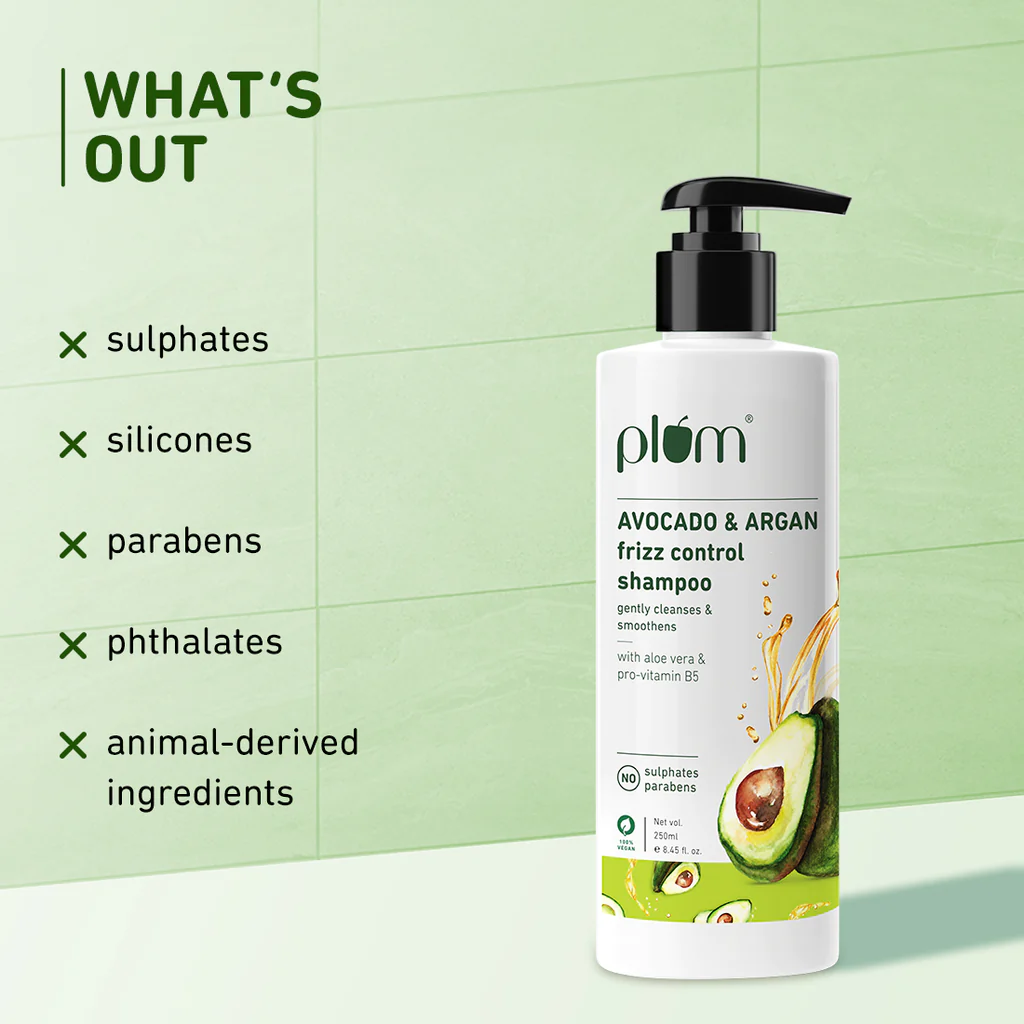 WHAT'S
OUT
sulphates
silicones
parabens
phthalates
animal-derived
ingredients
plum®
AVOCADO & ARGAN
frizz control
shampoo
gently cleanses &
smoothens
with aloe vera &
pro-vitamin B5
NO sulphates
parabens
100%
VEGAN
Net vol.
250ml
e 8.45 fl. oz.